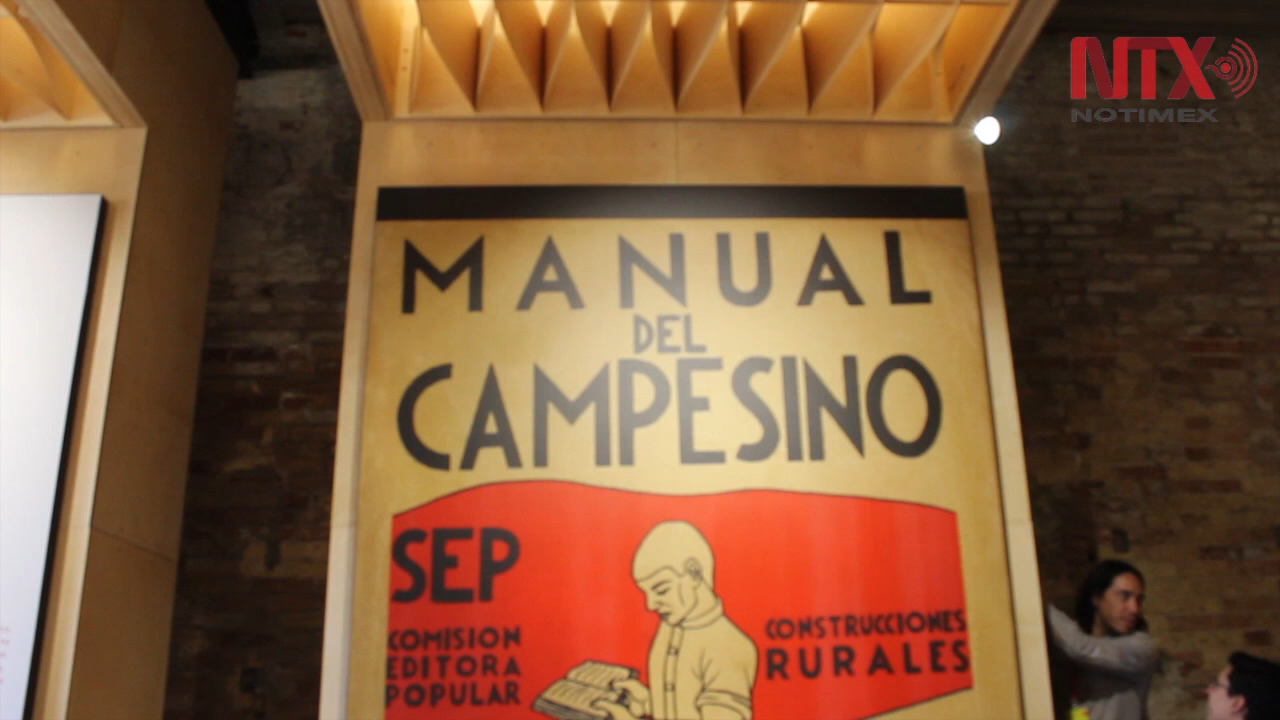 NTX
NOTIMEX
MANUAL
DEL
CAMPESINO
SEP
COMISION
EDITORA
POPULAR
CONSTRUCCIONES
RURALES